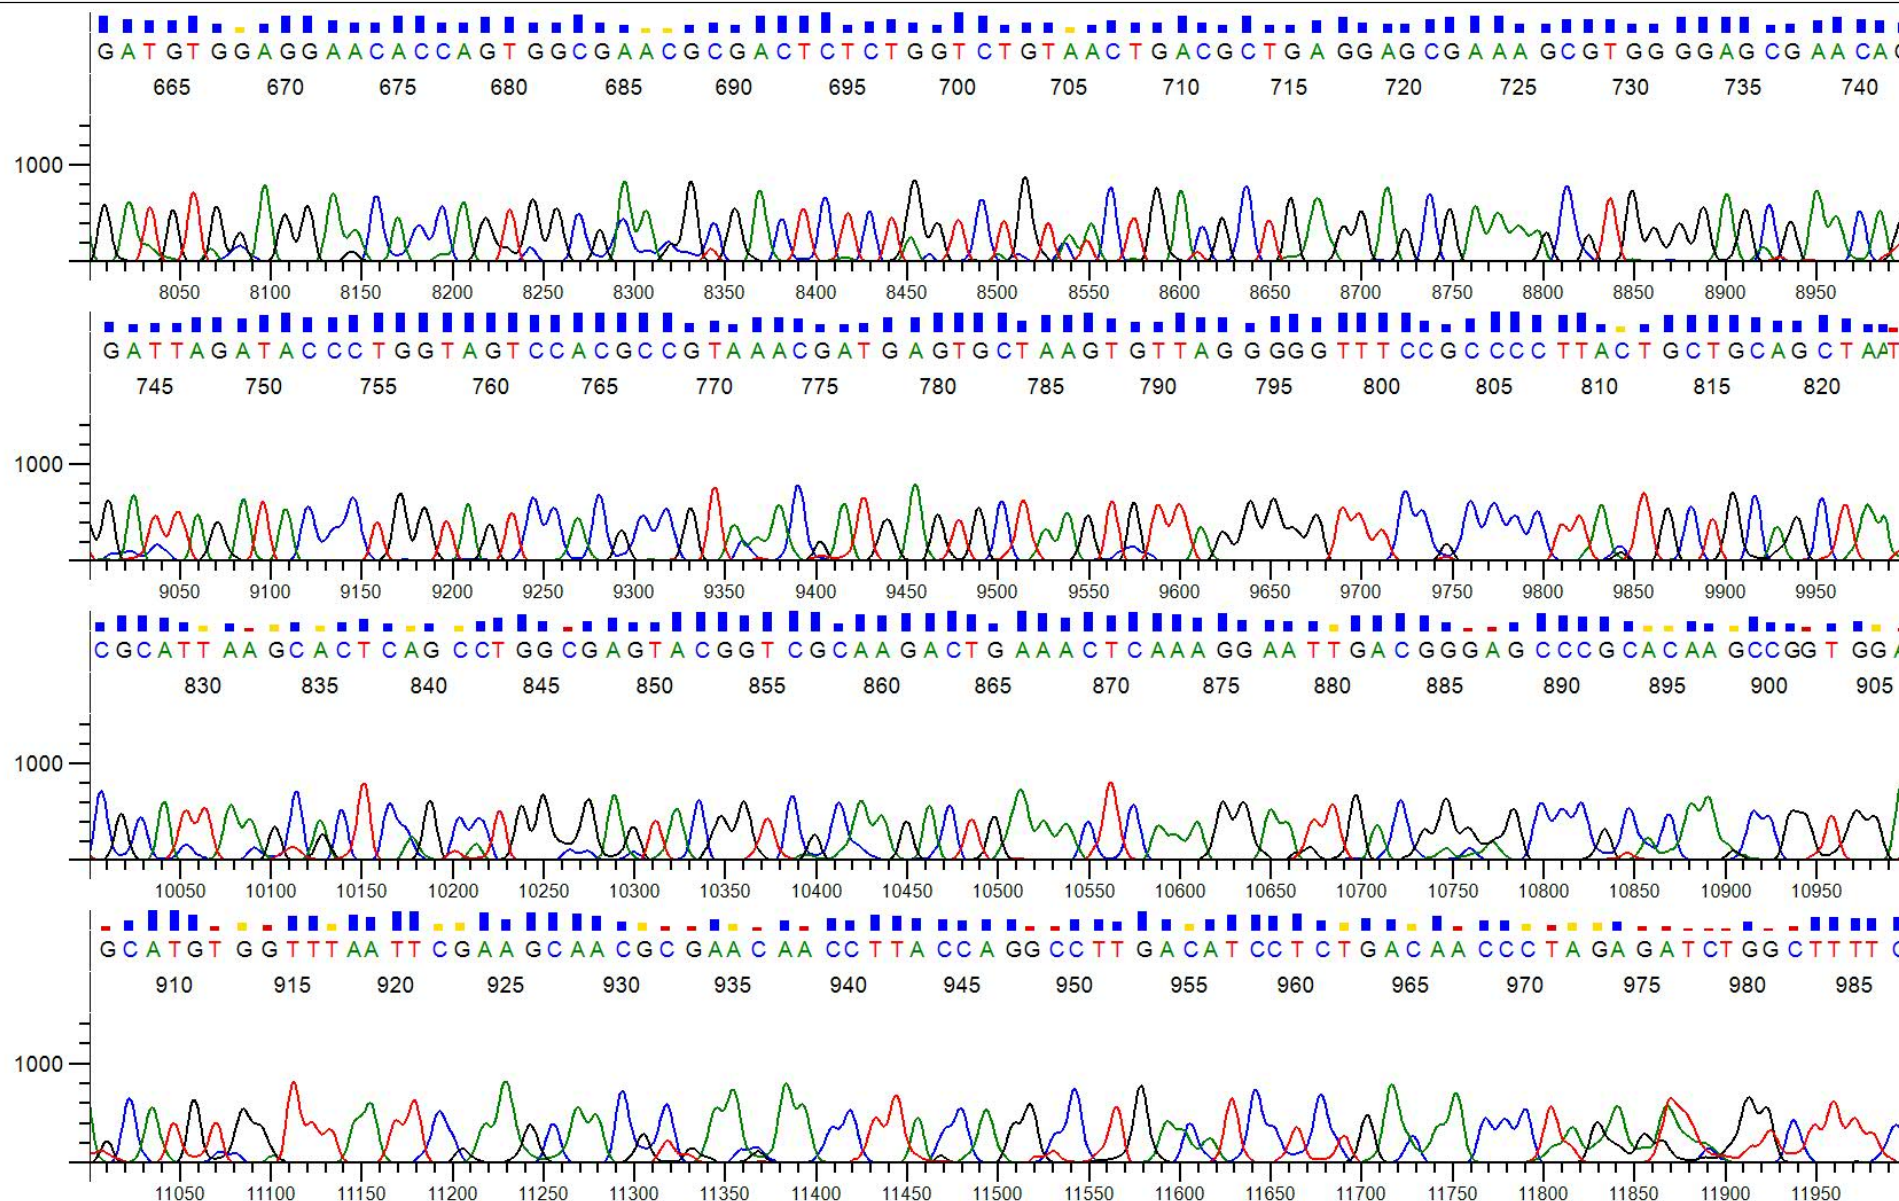 GATGTGGAGGAACACCAGTGGCGAACGCGACTCTCTGGTCTGTAACTGACGCTGAGGAGCGAAAGCGTGGGGAGCGAACAG
665 670 675 680 685 690 695 700 705 710 715 720 725 730 735 740
1000
8050 8100 8150 8200 8250 8300 8350 8400 8450 8500 8550 8600 8650 8700 8750 8800 8850 8900 8950
GATTAGATACCCTGGTAGTCCACGCCGTAAACGATGAGTGCTAAGTGTTAGGGGGTTTCCGCCCCTTACTGCTGCAGCTAAT
745 750 755 760 765 770 775 780 785 790 795 800 805 810 815 820
1000
9050 9100 9150 9200 9250 9300 9350 9400 9450 9500 9550 9600 9650 9700 9750 9800 9850 9900 9950
CGCATTAAGCACTCAGCCTGGCGAGTACGGTCGCAAGACTGAAACTCAAAGGAATTGACGGGAGCCCGCACAAGCCGGTGGA
830 835 840 845 850 855 860 865 870 875 880 885 890 895 900 905
1000
10050 10100 10150 10200 10250 10300 10350 10400 10450 10500 10550 10600 10650 10700 10750 10800 10850 10900 10950
GCATGTGGTTTAATTCGAAGCAACGCGAACAACCTTACCAGGCCTTGACATCCTCTGACAACCCTAGAGATCTGGCTTTTC
910 915 920 925 930 935 940 945 950 955 960 965 970 975 980 985
1000
11050 11100 11150 11200 11250 11300 11350 11400 11450 11500 11550 11600 11650 11700 11750 11800 11850 11900 11950